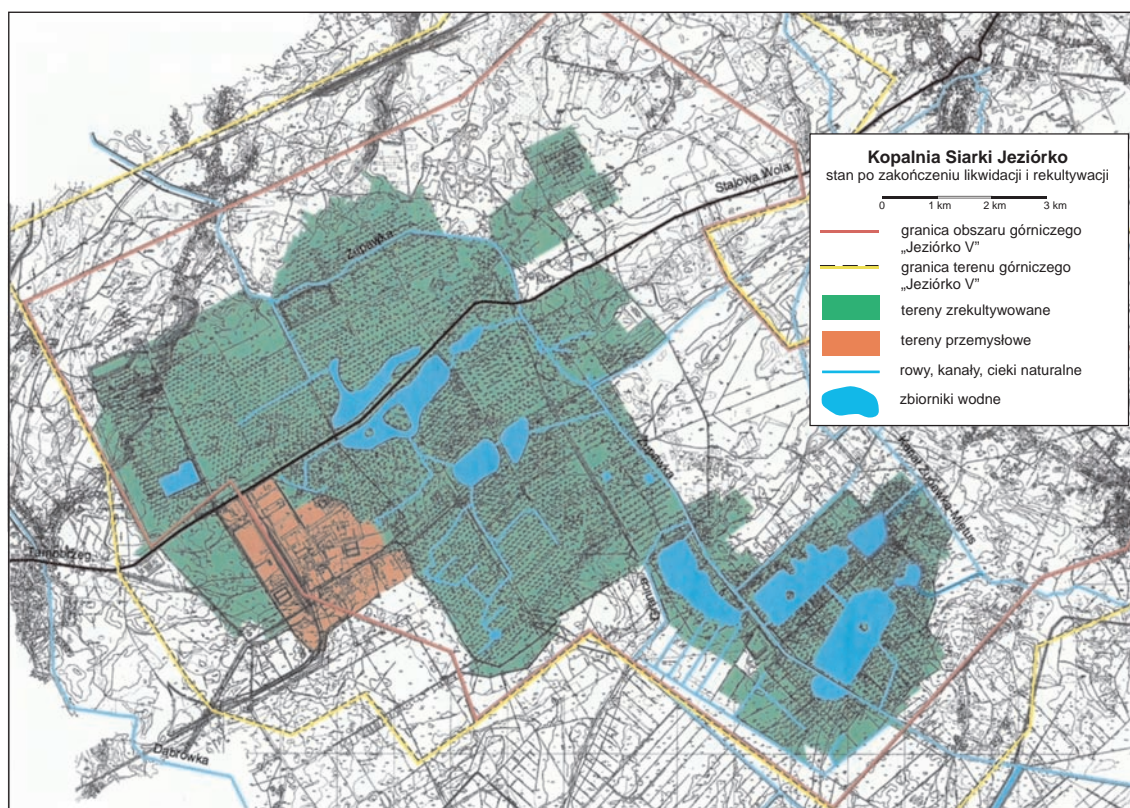 Kopalnia Siarki Jeziórko
stan po zakończeniu likwidacji i rekultywacji
0 1 km 2 km 3 km
granica obszaru górniczego
„Jeziórko V”
granica terenu górniczego
„Jeziórko V”
tereny zrekultywowane
tereny przemysłowe
rowy, kanały, cieki naturalne
zbiorniki wodne
Stalowa Wola
Żupawka
Żupawka
Tarnobrzeg
Dąbrówka